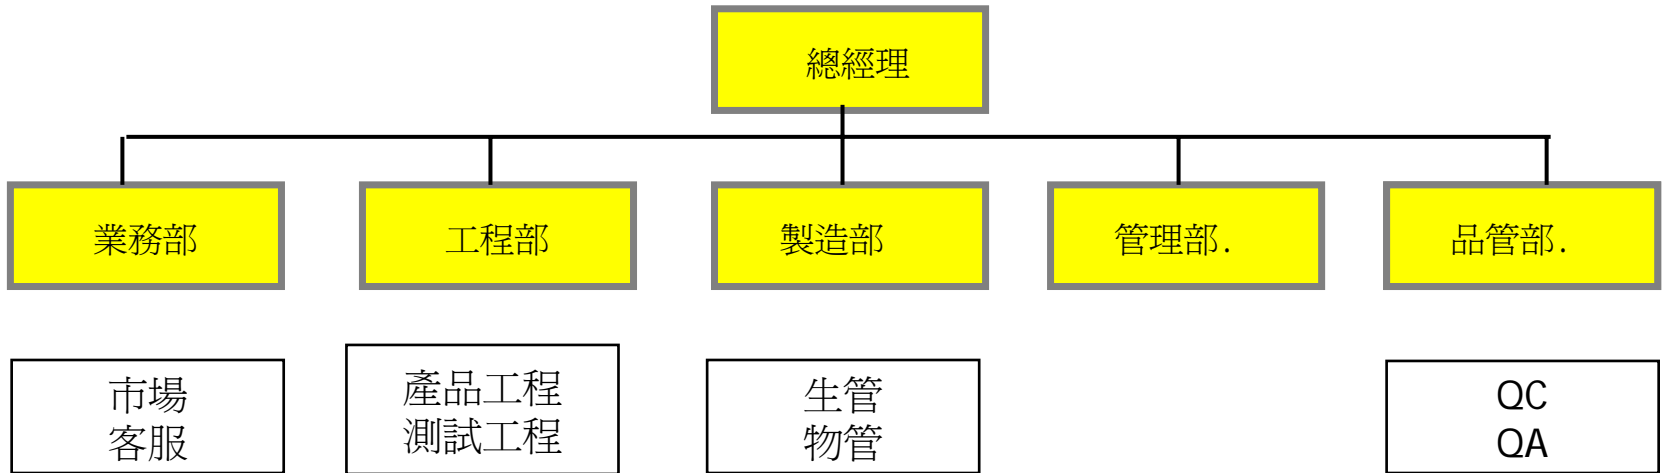 總經理
業務部
工程部
製造部
管理部.
品管部.
市場
客服
產品工程
測試工程
生管
物管
QC
QA